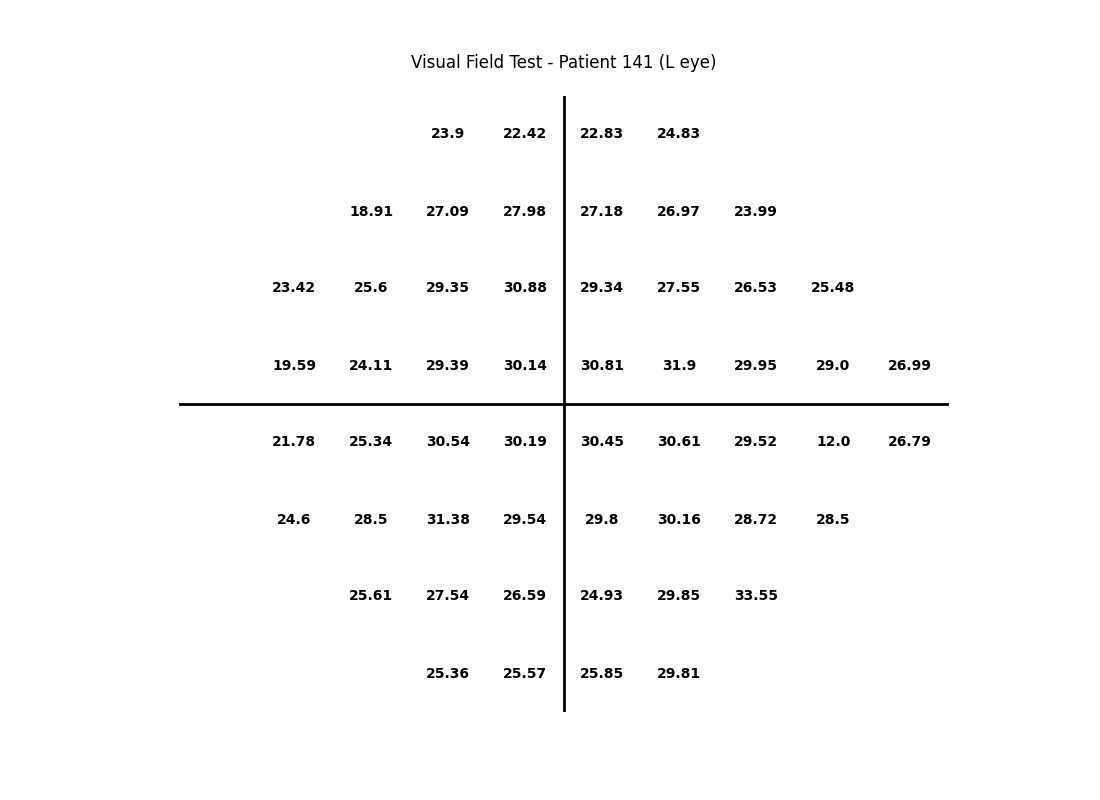 Visual Field Test - Patient 141 (L eye)
23.9 22.42 22.83 24.83
18.91 27.09 27.98 27.18 26.97 23.99
23.42 25.6 29.35 30.88 29.34 27.55 26.53 25.48
19.59 24.11 29.39 30.14 30.81 31.9 29.95 29.0 26.99
21.78 25.34 30.54 30.19 30.45 30.61 29.52 12.0 26.79
24.6 28.5 31.38 29.54 29.8 30.16 28.72 28.5
25.61 27.54 26.59 24.93 29.85 33.55
25.36 25.57 25.85 29.81